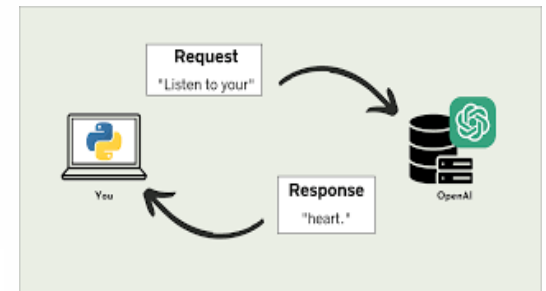 Request
"Listen to your"
You
OpenAI
Response
"heart."